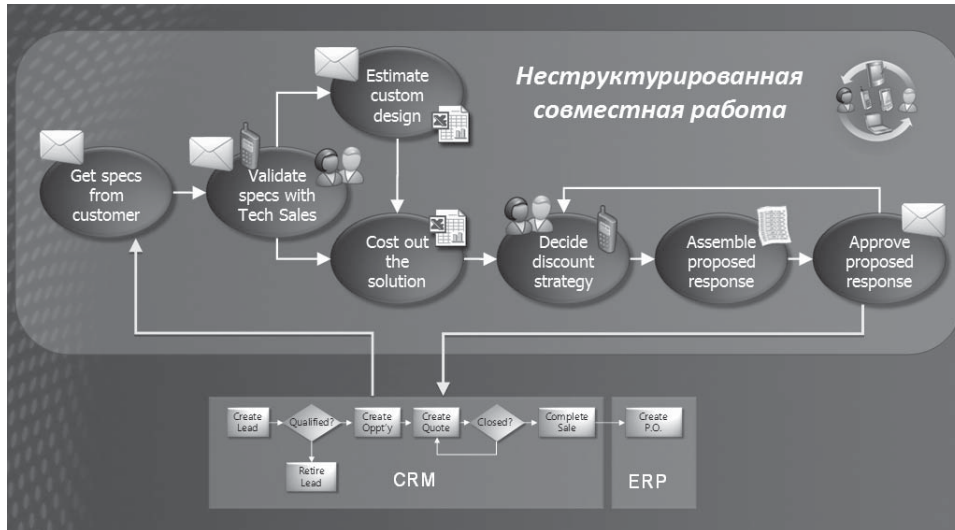 Неструктурированная
совместная работа
Estimate
custom
design
Get specs
from
customer
Validate
specs with
Tech Sales
Cost out
the
solution
Decide
discount
strategy
Assemble
proposed
response
Approve
proposed
response
Create
Lead
Qualified?
Create
Oppt'y
Create
Quote
Closed?
Complete
Sale
Create
P.O.
Retire
Lead
CRM
ERP